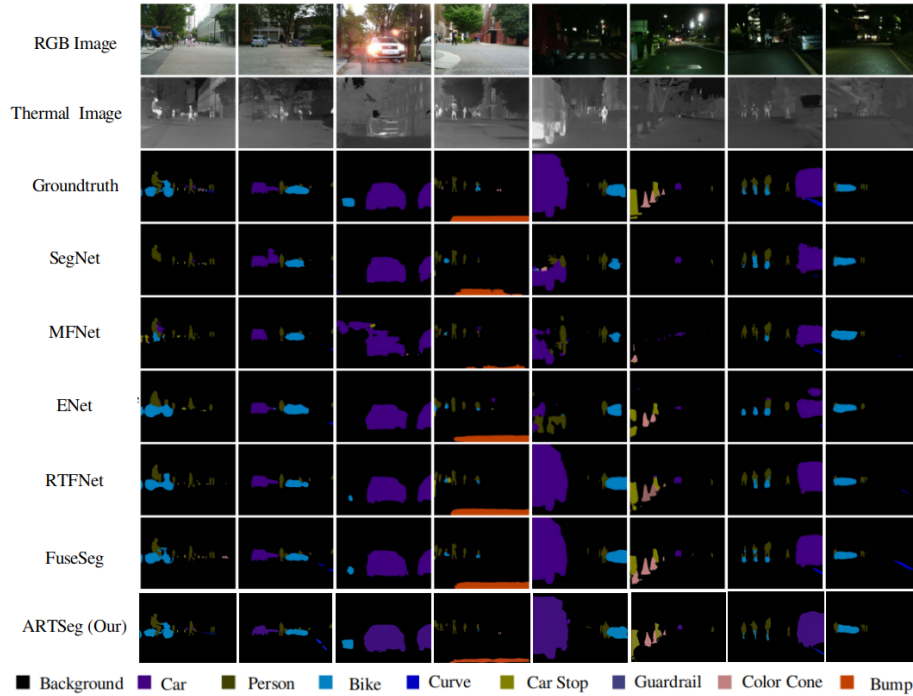 RGB Image
Thermal Image
Groundtruth
SegNet
MFNet
ENet
RTFNet
FuseSeg
ARTSeg (Our)
Background Car Person Bike Curve Car Stop Guardrail Color Cone Bump